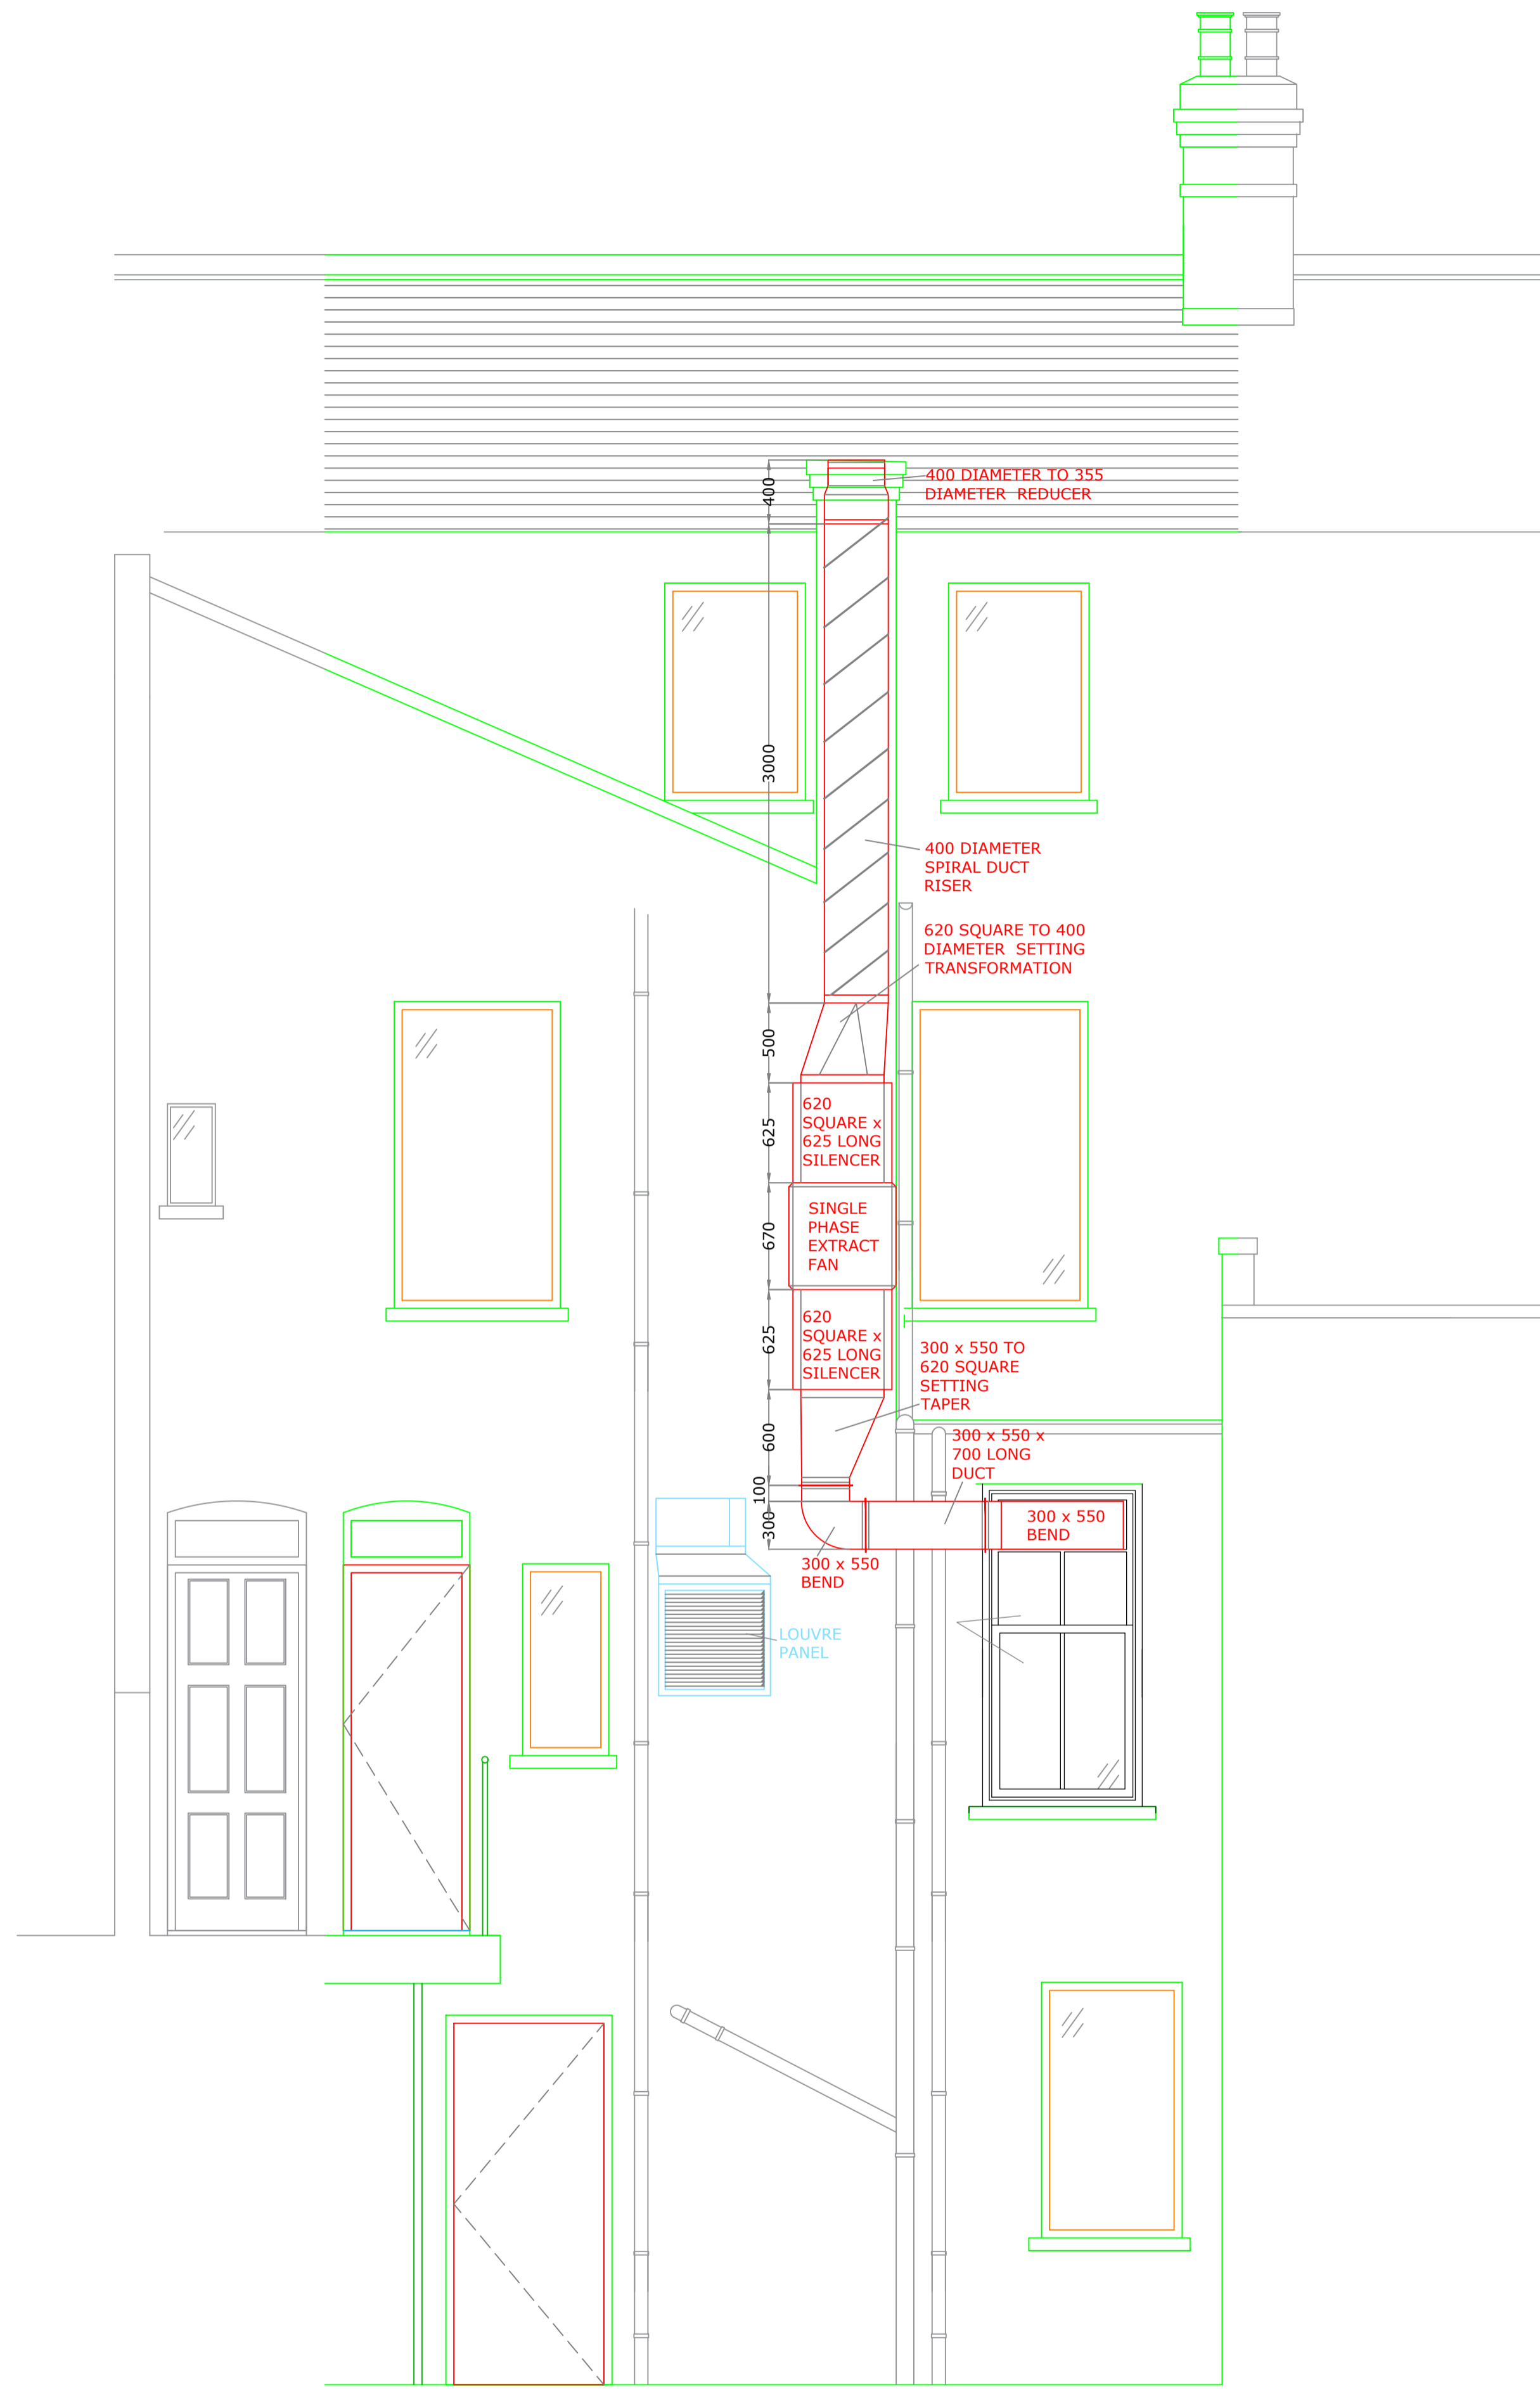 400 DIAMETER TO 355
DIAMETER REDUCER
400
3000
400 DIAMETER
SPIRAL DUCT
RISER
620 SQUARE TO 400
DIAMETER SETTING
TRANSFORMATION
500
620
SQUARE x
625 LONG
SILENCER
625
SINGLE
PHASE
EXTRACT
FAN
670
620
SQUARE x
625 LONG
SILENCER
625
300 x 550 TO
620 SQUARE
SETTING
TAPER
600
300 x 550 x
700 LONG
DUCT
100
300
300 x 550
BEND
300 x 550
BEND
LOUVRE
PANEL